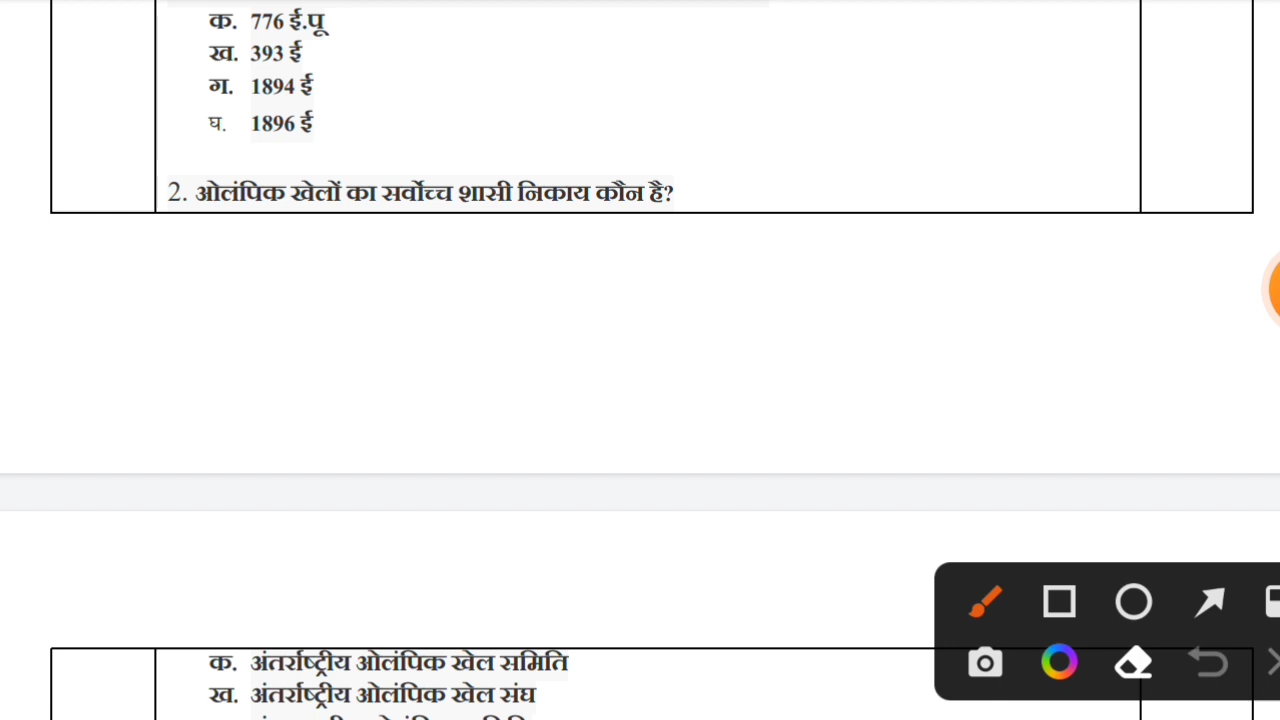 क. 776 ई.पू
ख. 393 ई
ग. 1894 ई
घ. 1896 ई
2. ओलंपिक खेलों का सर्वोच्च शासी निकाय कौन है?
क. अंतर्राष्ट्रीय ओलंपिक खेल समिति
ख. अंतर्राष्ट्रीय ओलंपिक खेल संघ